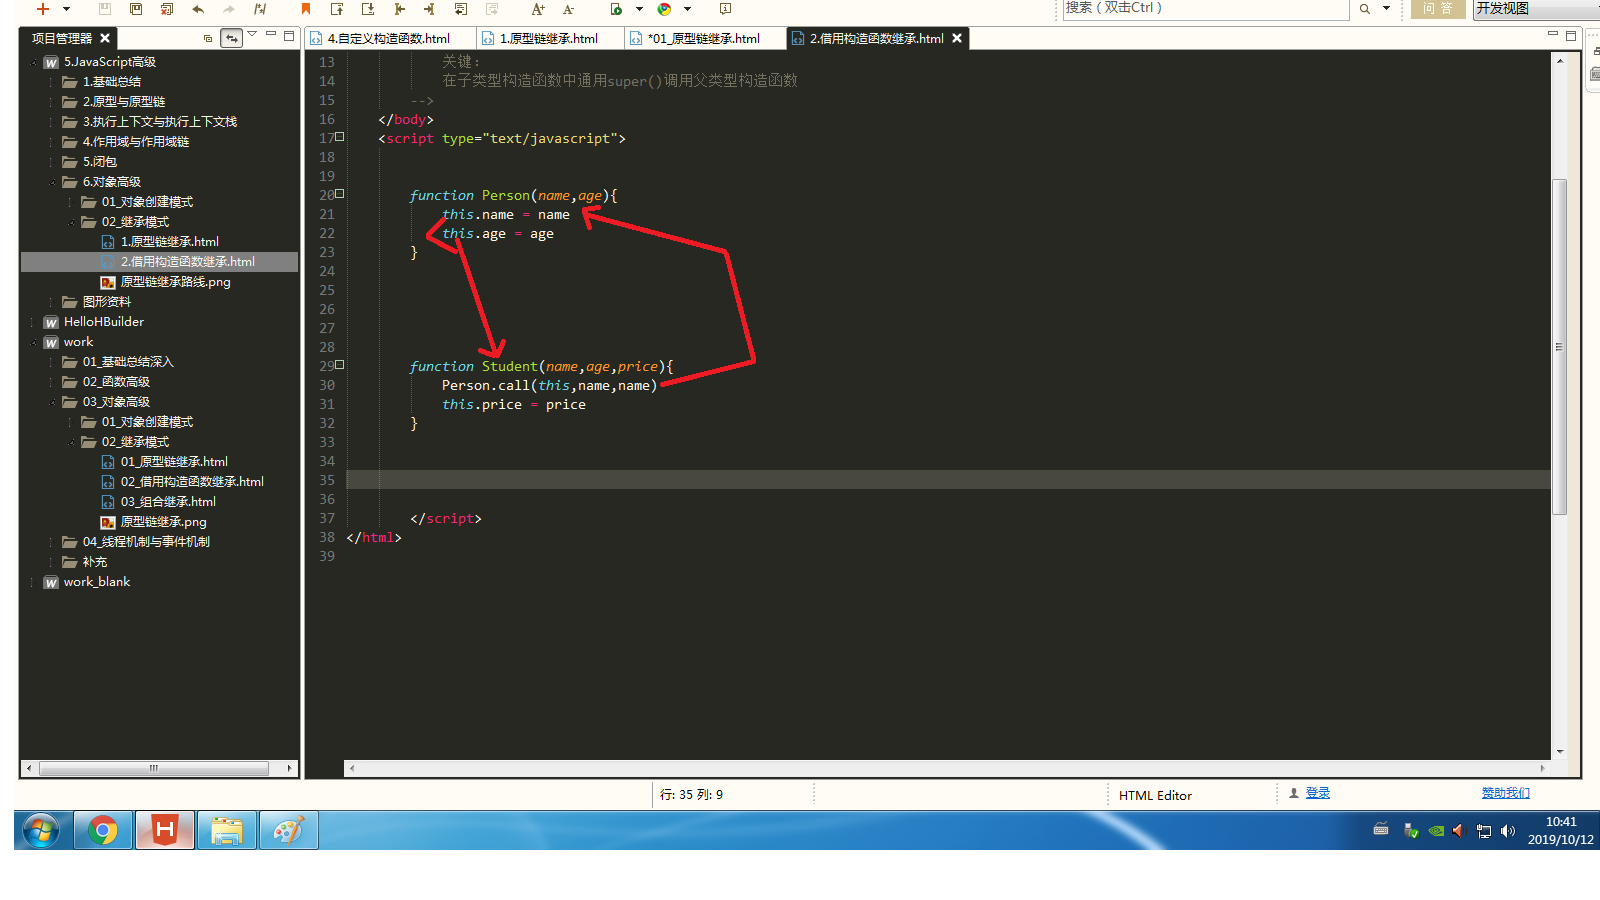 搜索（双击Ctrl）
问 答
开发视图
项目管理器
4.自定义构造函数.html
1.原型链继承.html
*01_原型链继承.html
2.借用构造函数继承.html
5.JavaScript高级
1.基础总结
2.原型与原型链
3.执行上下文与执行上下文栈
4.作用域与作用域链
5.闭包
6.对象高级
01_对象创建模式
02_继承模式
1.原型链继承.html
2.借用构造函数继承.html
原型链继承路线.png
图形资料
HelloHBuilder
work
01_基础总结深入
02_函数高级
03_对象高级
01_对象创建模式
02_继承模式
01_原型链继承.html
02_借用构造函数继承.html
03_组合继承.html
原型链继承.png
04_线程机制与事件机制
补充
work_blank
13 关键:
14 在子类型构造函数中通用super()调用父类型构造函数
15 -->
16 </body>
17 <script type="text/javascript">
18
19
20 function Person(name,age){
21 this.name = name
22 this.age = age
23 }
24
25
26
27
28
29 function Student(name,age,price){
30 Person.call(this,name,name)
31 this.price = price
32 }
33
34
35
36
37 </script>
38 </html>
39
行: 35 列: 9
HTML Editor
登录
赞助我们
10:41
2019/10/12